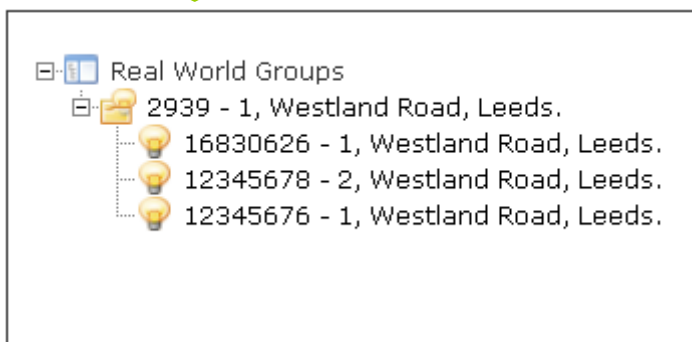 Real World Groups
2939 - 1, Westland Road, Leeds.
16830626 - 1, Westland Road, Leeds.
12345678 - 2, Westland Road, Leeds.
12345676 - 1, Westland Road, Leeds.